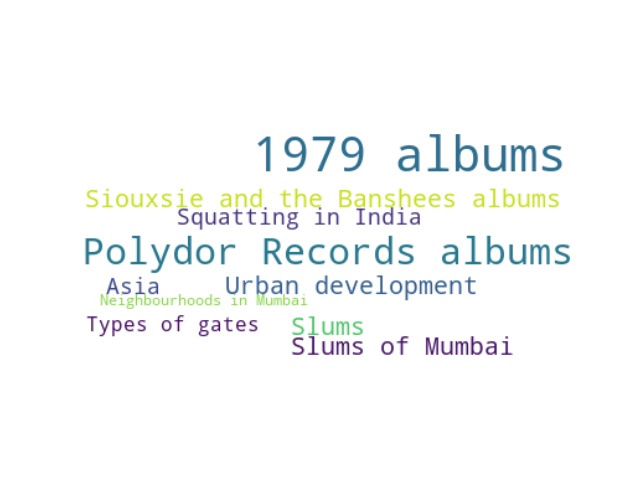 1979 albums
Siouxsie and the Banshees albums
Squatting in India
Polydor Records albums
Asia
Urban development
Neighbourhoods in Mumbai
Types of gates
Slums
Slums of Mumbai